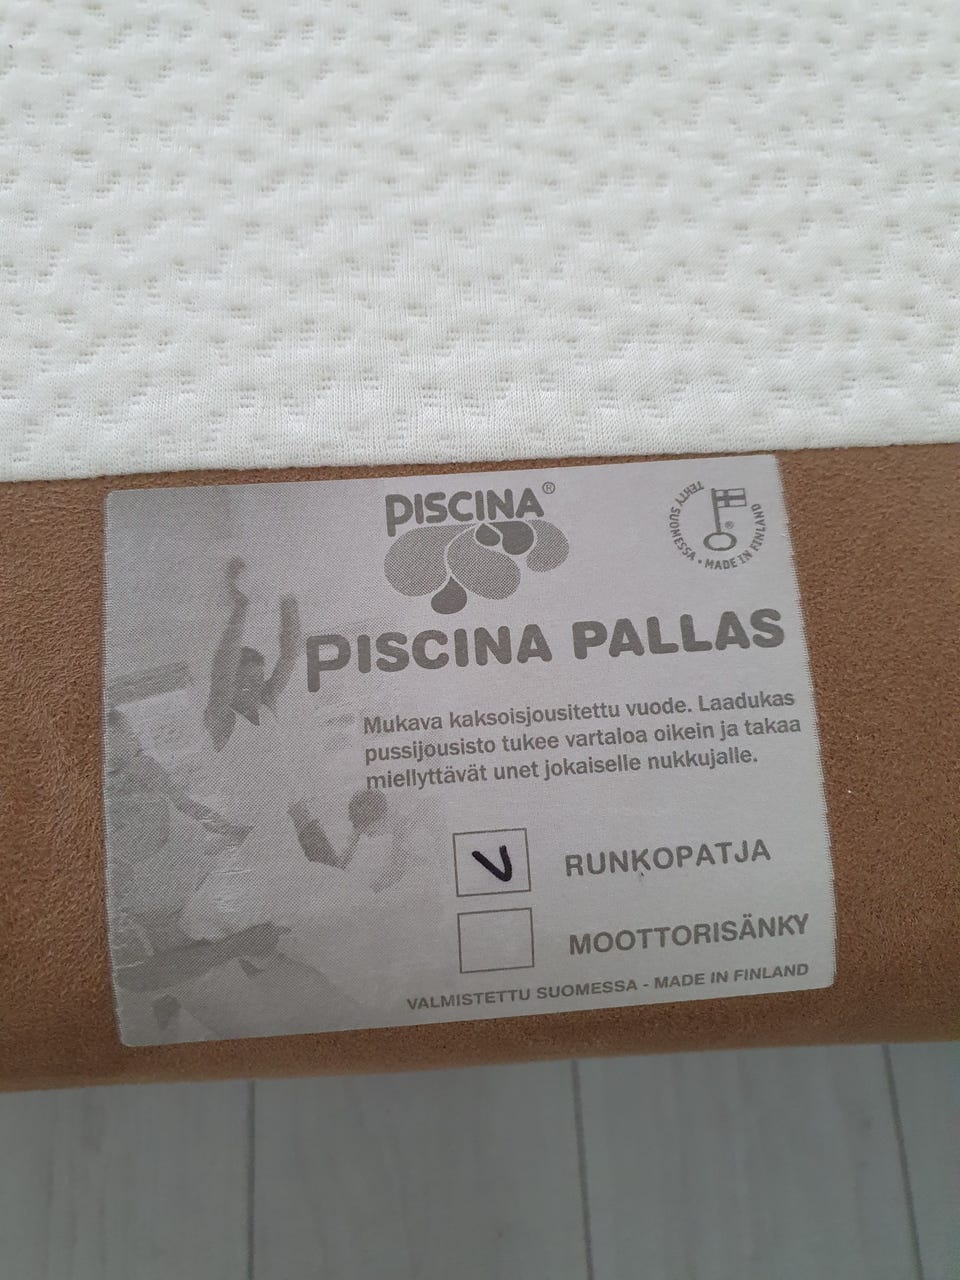 PISCINA®
TEHTY SUOMESSA • MADE IN FINLAND ®
PISCINA PALLAS
Mukava kaksoisjousitettu vuode. Laadukas
pussijousisto tukee vartaloa oikein ja takaa
miellyttävät unet jokaiselle nukkujalle.
V RUNKOPATJA
MOOTTORISÄNKY
VALMISTETTU SUOMESSA - MADE IN FINLAND